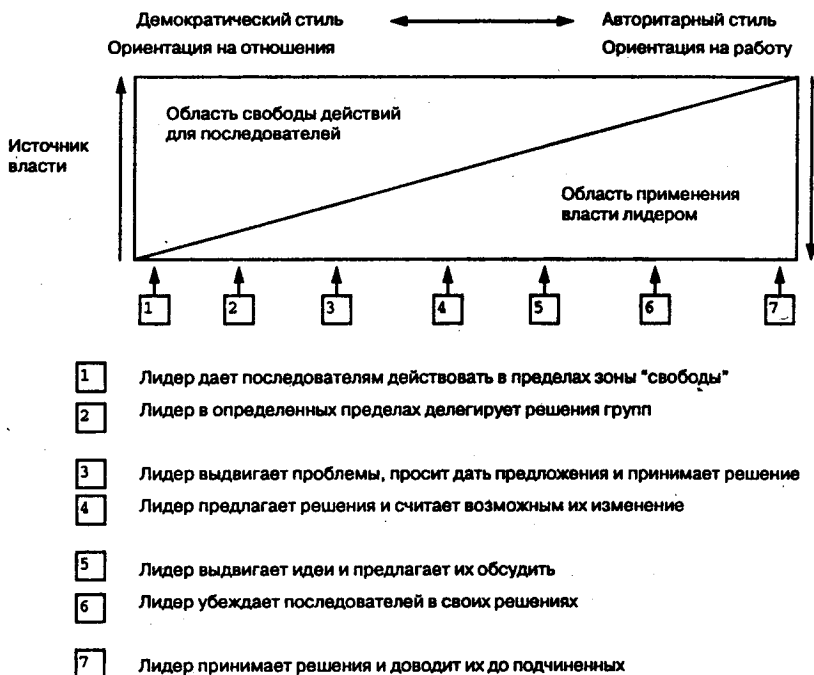 Демократический стиль
Авторитарный стиль
Ориентация на отношения
Ориентация на работу
Область свободы действий
для последователей
Источник
власти
Область применения
власти лидером
1 2 3 4 5 6 7
1 Лидер дает последователям действовать в пределах зоны "свободы"
2 Лидер в определенных пределах делегирует решения групп
3 Лидер выдвигает проблемы, просит дать предложения и принимает решение
4 Лидер предлагает решения и считает возможным их изменение
5 Лидер выдвигает идеи и предлагает их обсудить
6 Лидер убеждает последователей в своих решениях
7 Лидер принимает решения и доводит их до подчиненных